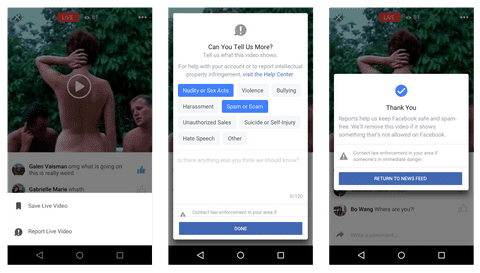 LIVE 81
Galen Vaisman omg what is going on
this is really weird
Gabrielle Marie whath
Save Live Video
Report Live Video
Can You Tell Us More?
Tell us what this video shows.
For help with your account or to report intellectual
property infringement, visit the Help Center.
Nudity or Sex Acts
Violence
Bullying
Harassment
Spam or Scam
Unauthorized Sales
Suicide or Self-Injury
Hate Speech
Other
Is there anything else you think we should know?
0/120
Contact law enforcement in your area if
DONE
LIVE 81
Thank You
Reports help us keep Facebook safe and spam-
free. We'll remove this video if it shows
something that's not allowed on Facebook.
Contact law enforcement in your area if
someone's in immediate danger.
RETURN TO NEWS FEED
Bo Wang Where are you?!
Write a comment...